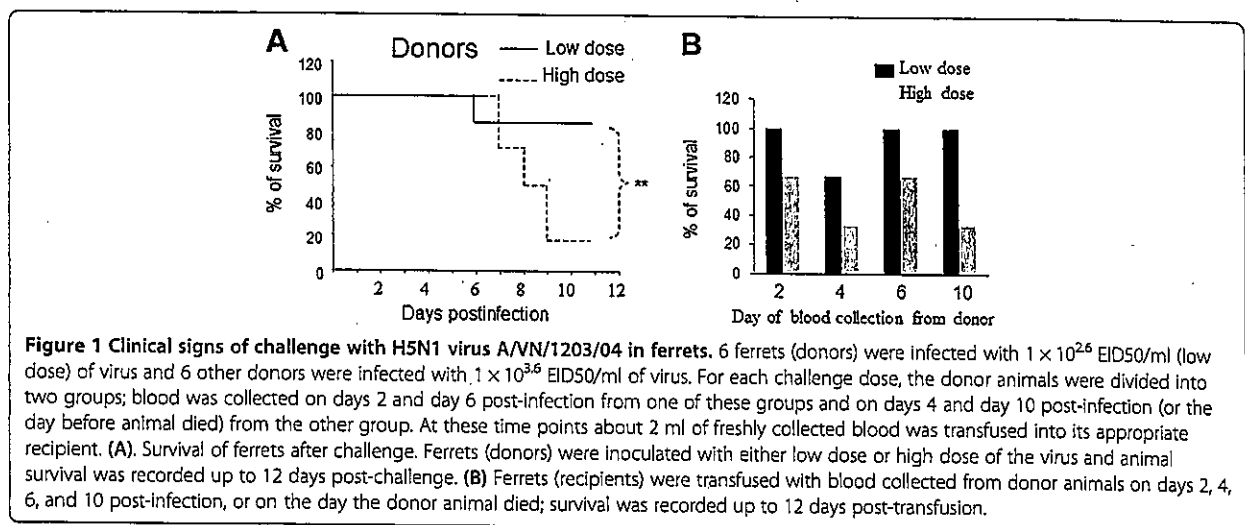 A
Donors
Low dose
High dose
120
100
80
60
40
20
0
% of survival
**
2 4 6 8 10 12
Days postinfection
B
Low dose
High dose
120
100
80
60
40
20
0
% of survival
2 4 6 10
Day of blood collection from donor
Figure 1 Clinical signs of challenge with H5N1 virus A/VN/1203/04 in ferrets. 6 ferrets (donors) were infected with 1 × 10^2.6 EID50/ml (low
dose) of virus and 6 other donors were infected with 1 × 10^3.6 EID50/ml of virus. For each challenge dose, the donor animals were divided into
two groups; blood was collected on days 2 and day 6 post-infection from one of these groups and on days 4 and day 10 post-infection (or the
day before animal died) from the other group. At these time points about 2 ml of freshly collected blood was transfused into its appropriate
recipient. (A). Survival of ferrets after challenge. Ferrets (donors) were inoculated with either low dose or high dose of the virus and animal
survival was recorded up to 12 days post-challenge. (B) Ferrets (recipients) were transfused with blood collected from donor animals on days 2, 4,
6, and 10 post-infection, or on the day the donor animal died; survival was recorded up to 12 days post-transfusion.